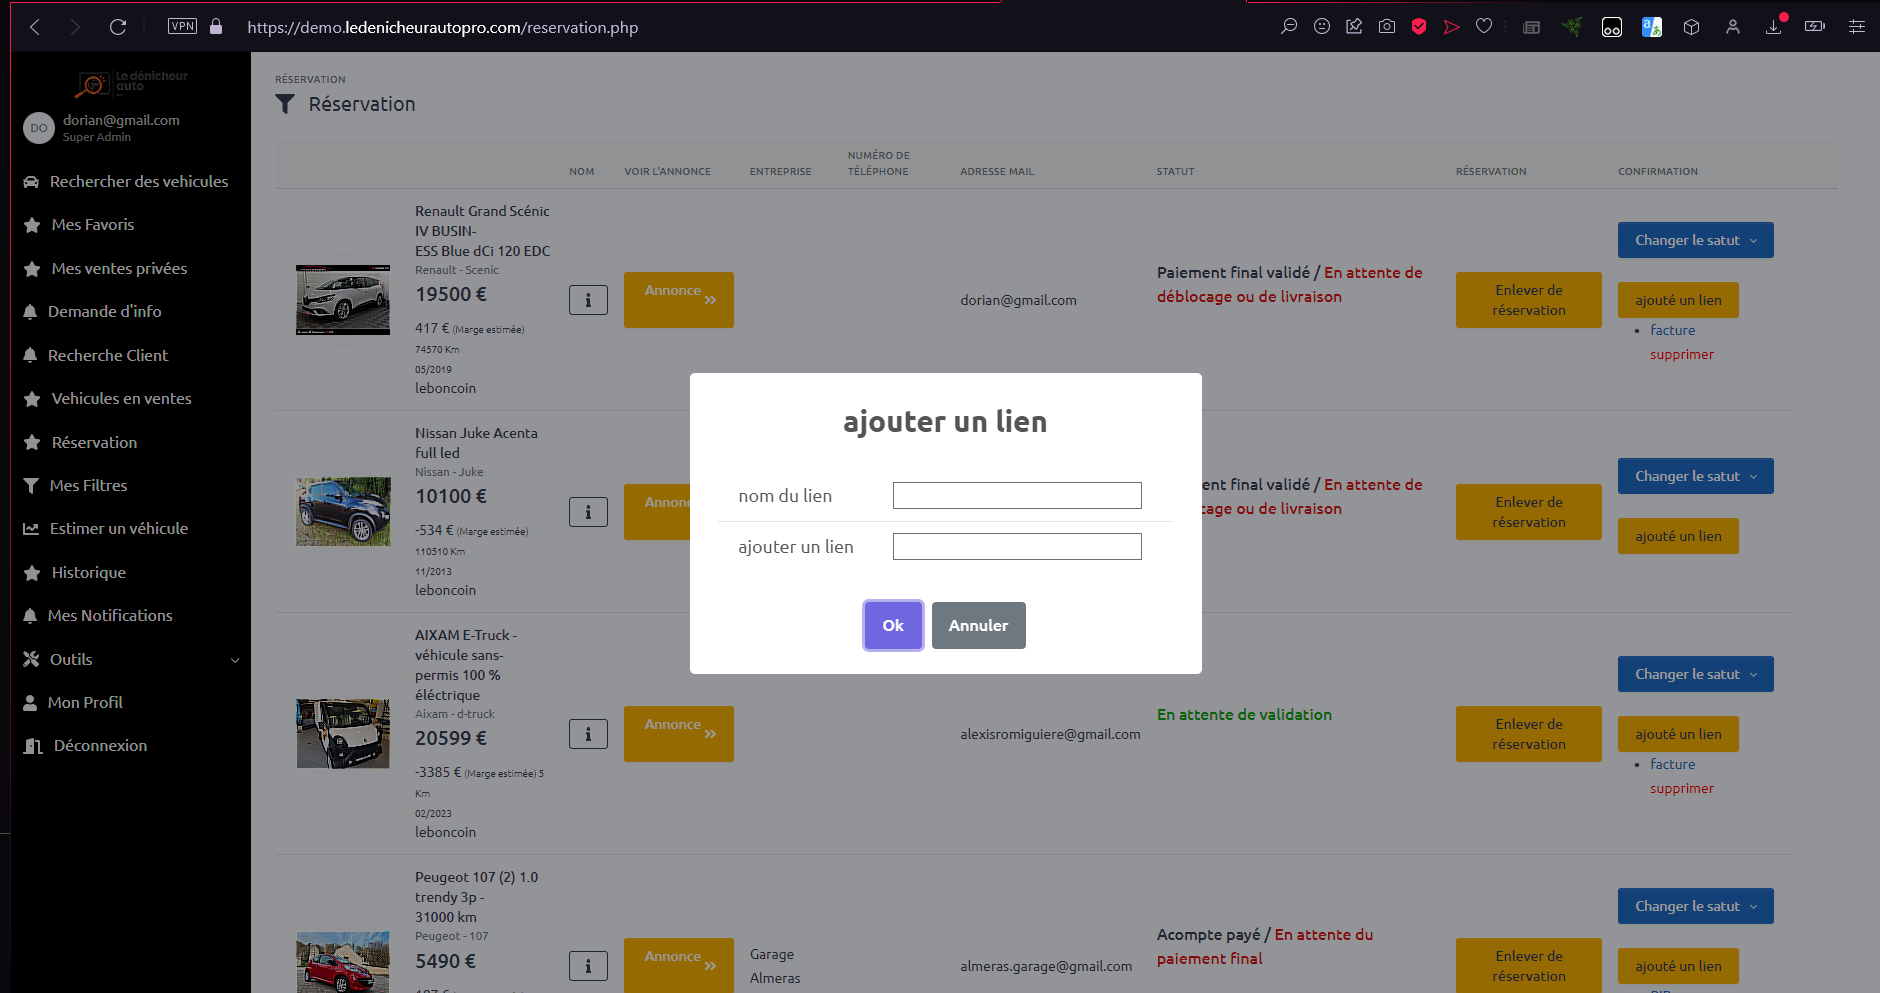 VPN
https://demo.ledenicheurautopro.com/reservation.php
Le dénicheur
auto
DO
dorian@gmail.com
Super Admin
Rechercher des vehicules
Mes Favoris
Mes ventes privées
Demande d'info
Recherche Client
Vehicules en ventes
Réservation
Mes Filtres
Estimer un véhicule
Historique
Mes Notifications
Outils
Mon Profil
Déconnexion
RÉSERVATION
Réservation
NOM
VOIR L'ANNONCE
ENTREPRISE
NUMÉRO DE
TÉLÉPHONE
ADRESSE MAIL
STATUT
RÉSERVATION
CONFIRMATION
Renault Grand Scénic
IV BUSIN-
ESS Blue dCi 120 EDC
Renault - Scenic
19500 €
417 € (Marge estimée)
74570 Km
05/2019
leboncoin
i
Annonce
dorian@gmail.com
Paiement final validé / En attente de
déblocage ou de livraison
Enlever de
réservation
Changer le satut
ajouté un lien
facture
supprimer
Nissan Juke Acenta
full led
Nissan - Juke
10100 €
-534 € (Marge estimée)
110510 Km
11/2013
leboncoin
i
Annon
ent final validé / En attente de
cage ou de livraison
Enlever de
réservation
Changer le satut
ajouté un lien
ajouter un lien
nom du lien
ajouter un lien
Ok
Annuler
AIXAM E-Truck -
véhicule sans-
permis 100 %
éléctrique
Aixam - d-truck
20599 €
-3385 € (Marge estimée) 5
Km
02/2023
leboncoin
i
Annonce
alexisromiguiere@gmail.com
En attente de validation
Enlever de
réservation
Changer le satut
ajouté un lien
facture
supprimer
Peugeot 107 (2) 1.0
trendy 3p -
31000 km
Peugeot - 107
5490 €
i
Annonce
Garage
Almeras
almeras.garage@gmail.com
Acompte payé / En attente du
paiement final
Enlever de
réservation
Changer le satut
ajouté un lien